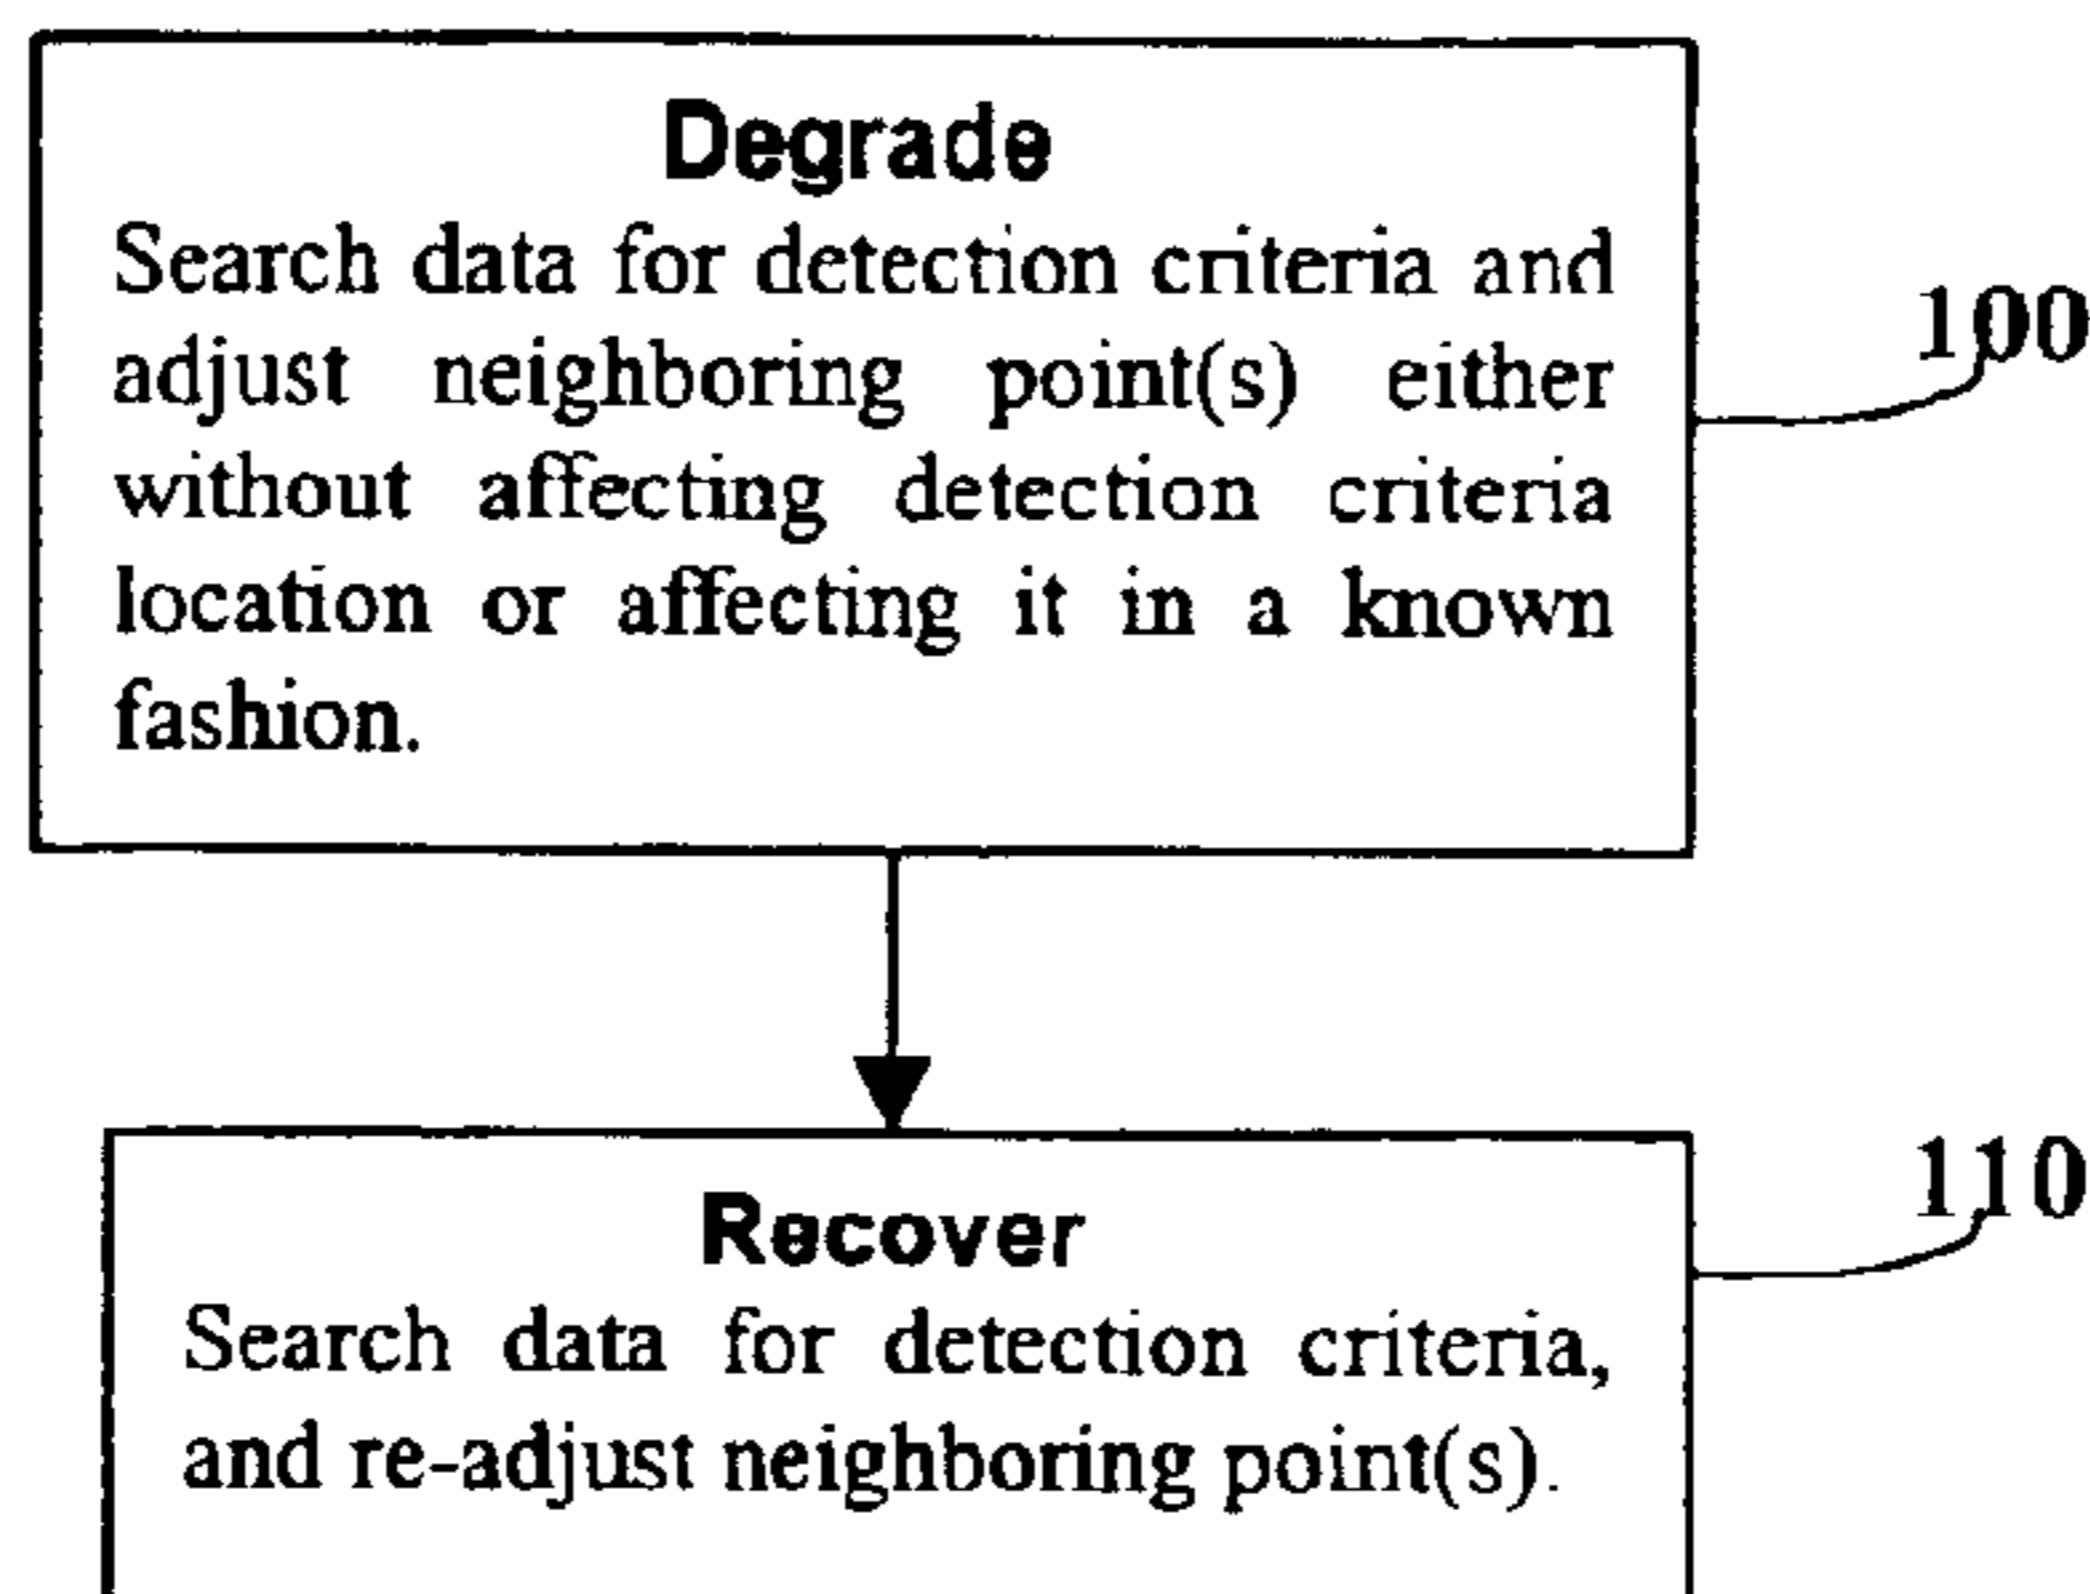 Degrade
Search data for detection criteria and
adjust neighboring point(s) either
without affecting detection criteria
location or affecting it in a known
fashion.
100
Recover
Search data for detection criteria,
and re-adjust neighboring point(s).
110